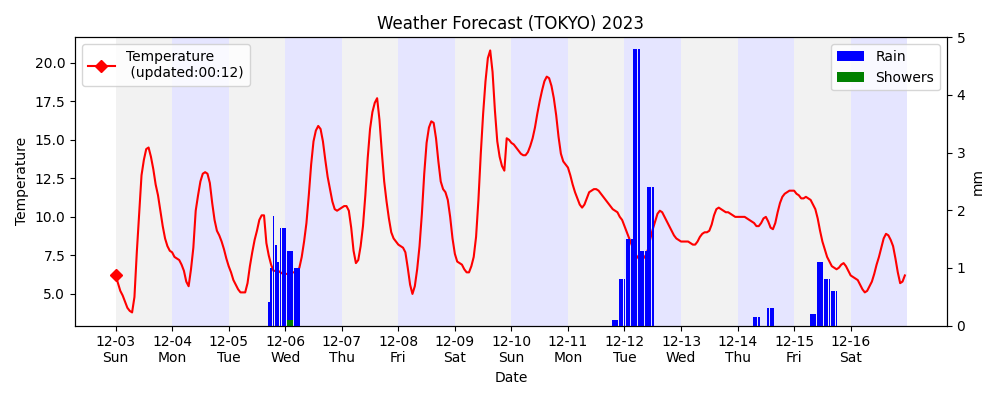 Weather Forecast (TOKYO) 2023
Temperature
(updated:00:12)
Rain
Showers
Temperature
20.0
17.5
15.0
12.5
10.0
7.5
5.0
5
4
3
2
1
0
mm
12-03 12-04 12-05 12-06 12-07 12-08 12-09 12-10 12-11 12-12 12-13 12-14 12-15 12-16
Sun Mon Tue Wed Thu Fri Sat Sun Mon Tue Wed Thu Fri Sat
Date